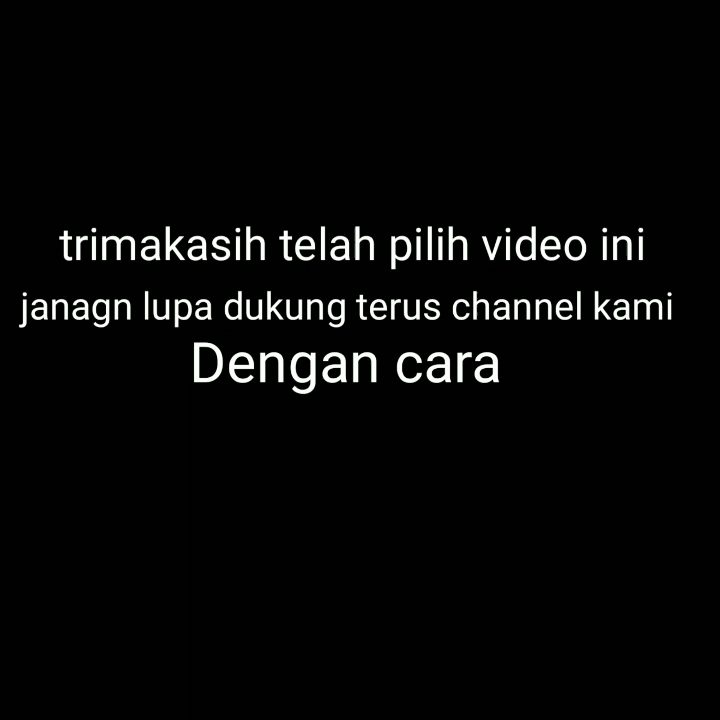 trimakasih telah pilih video ini
janagn lupa dukung terus channel kami
Dengan cara